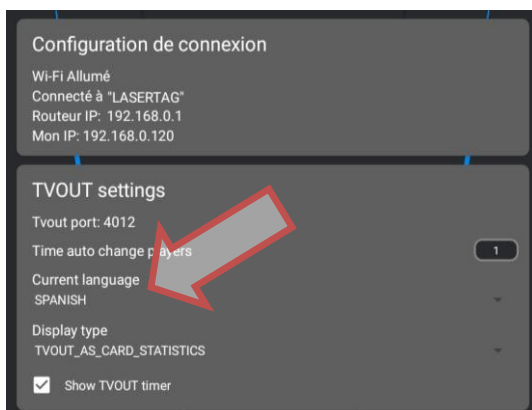 Configuration de connexion
Wi-Fi Allumé
Connecté à "LASERTAG"
Routeur IP: 192.168.0.1
Mon IP: 192.168.0.120
TVOUT settings
Tvout port: 4012
Time auto change players
1
Current language
SPANISH
Display type
TVOUT_AS_CARD_STATISTICS
Show TVOUT timer